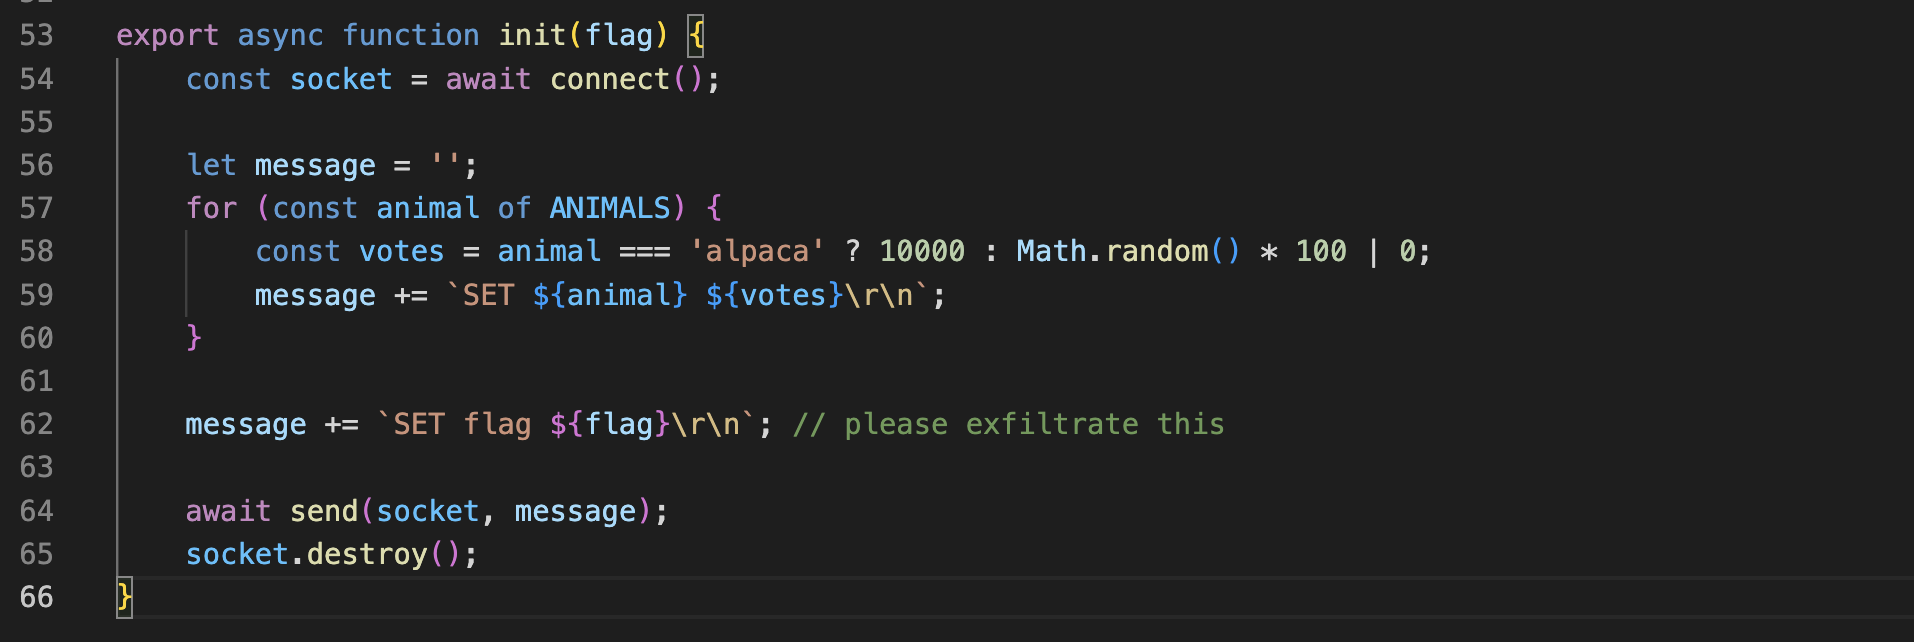 53 export async function init(flag) {
54     const socket = await connect();
55
56     let message = '';
57     for (const animal of ANIMALS) {
58         const votes = animal === 'alpaca' ? 10000 : Math.random() * 100 | 0;
59         message += `SET ${animal} ${votes}\r\n`;
60     }
61
62     message += `SET flag ${flag}\r\n`; // please exfiltrate this
63
64     await send(socket, message);
65     socket.destroy();
66 }